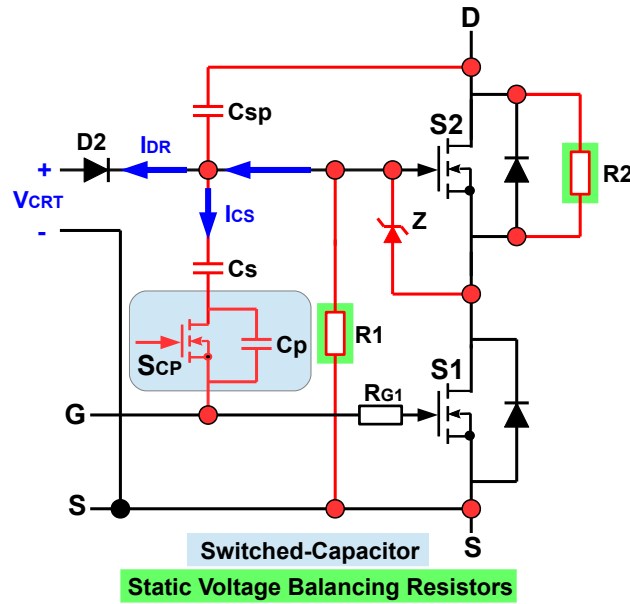 D
Csp
S2
D2
IDR
R2
+
VCRT
-
ICS
Z
Cs
SCP
Cp
R1
S1
RG1
G
S
S
Switched-Capacitor
Static Voltage Balancing Resistors